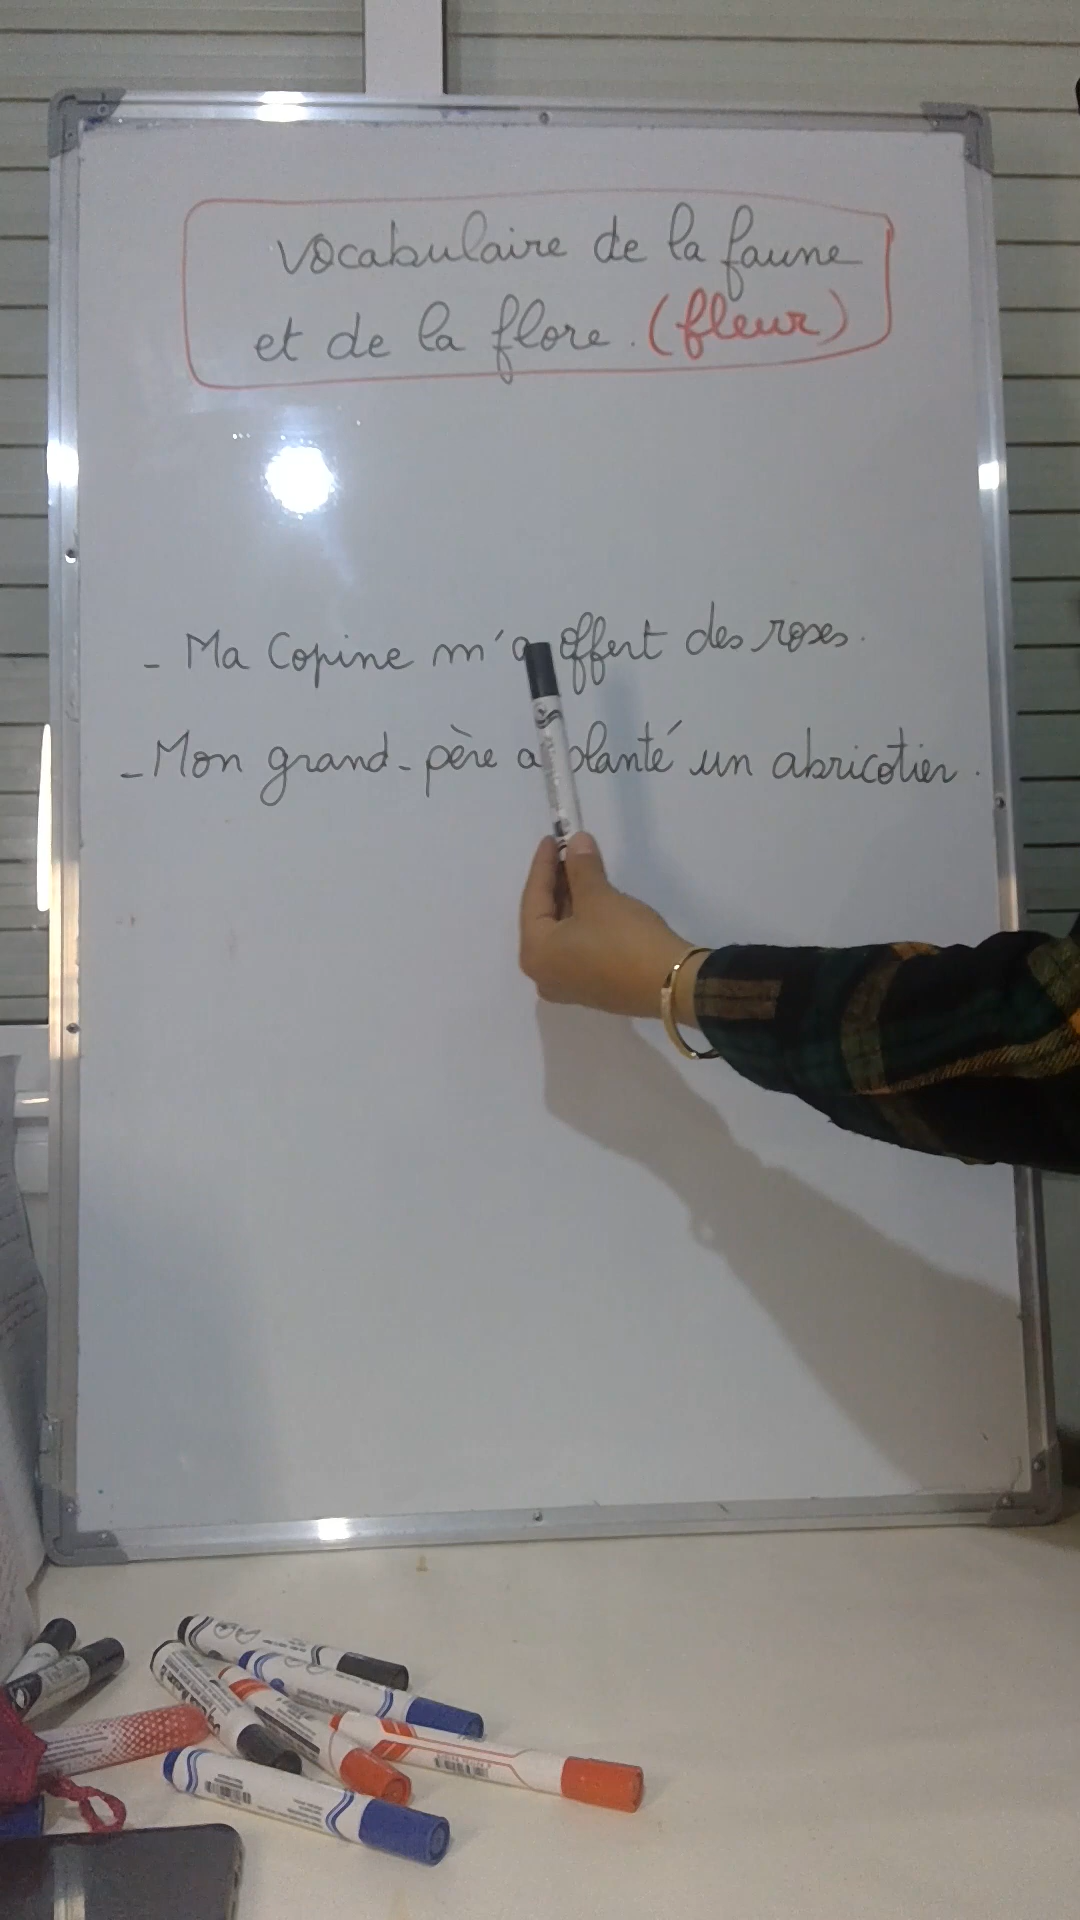 Vocabulaire de la faune
et de la flore. (fleur)
- Ma Copine m'a offert des roses.
- Mon grand-père a planté un abricotier.